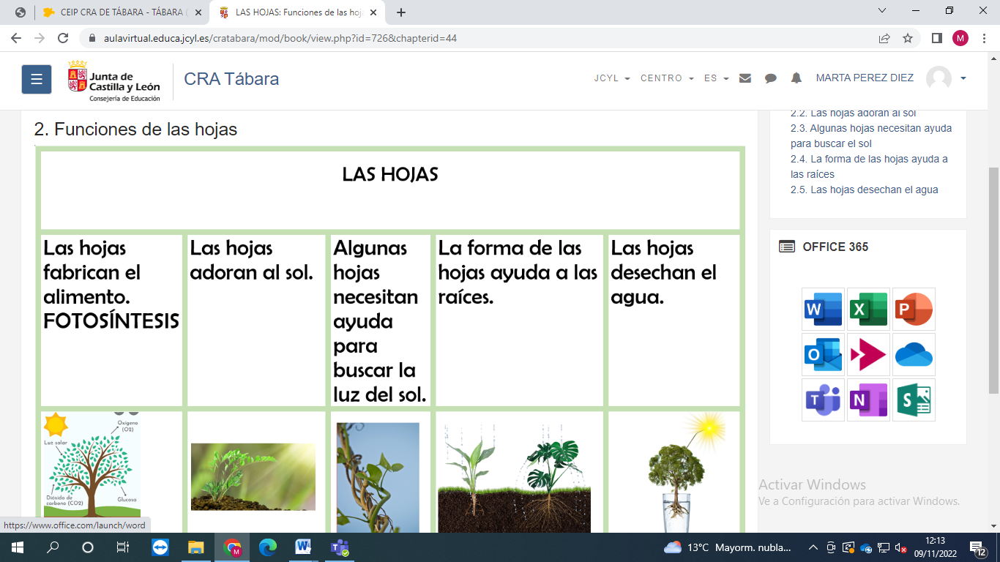 CEIP CRA DE TÁBARA - TÁBARA (
LAS HOJAS: Funciones de las hoj
aulavirtual.educa.jcyl.es/cratabara/mod/book/view.php?id=726&chapterid=44
M
Junta de
Castilla y León
Consejería de Educación
CRA Tábara
JCYL
CENTRO
ES
MARTA PEREZ DIEZ
2. Funciones de las hojas
LAS HOJAS
Las hojas
fabrican el
alimento.
FOTOSÍNTESIS
Las hojas
adoran al sol.
Algunas
hojas
necesitan
ayuda
para
buscar la
luz del sol.
La forma de las
hojas ayuda a las
raíces.
Las hojas
desechan el
agua.
Oxígeno
(O2)
Luz solar
Dióxido de
carbono (CO2)
Glucosa
2.2. Las hojas adoran al sol
2.3. Algunas hojas necesitan ayuda
para buscar el sol
2.4. La forma de las hojas ayuda a
las raíces
2.5. Las hojas desechan el agua
OFFICE 365
W
X
P
O
T
N
S
Activar Windows
Ve a Configuración para activar Windows.
https://www.office.com/launch/word
M
W
T
13°C Mayorm. nubla...
12:13
09/11/2022
12